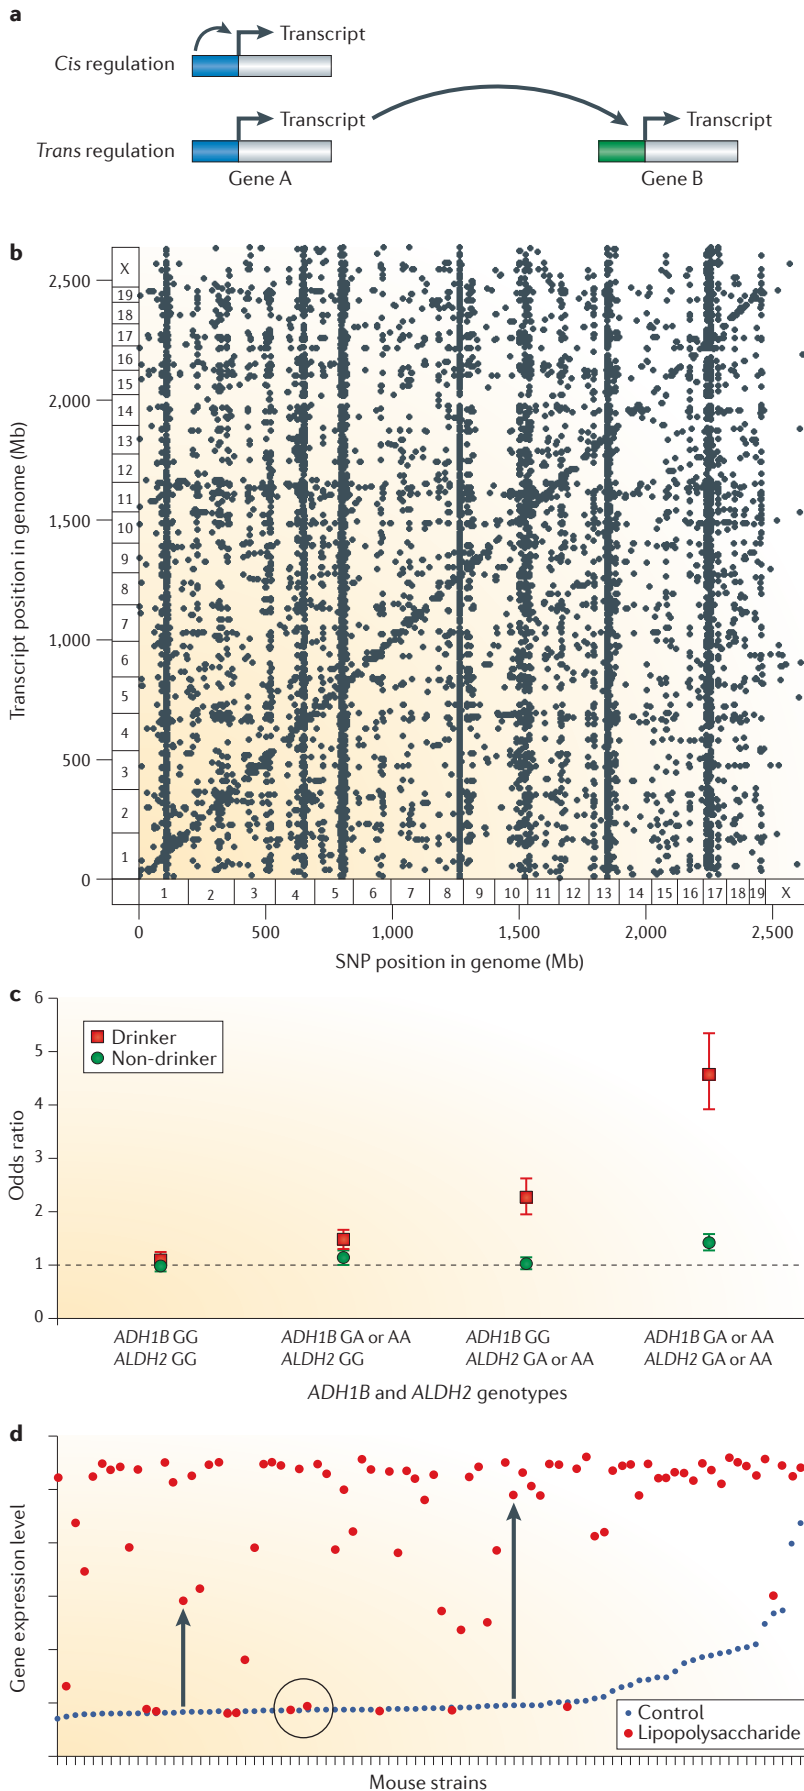 a
Transcript
Cis regulation
Transcript
Transcript
Trans regulation
Gene A
Gene B
b
Transcript position in genome (Mb)
2,500
2,000
1,500
1,000
500
0
X
19
18
17
16
15
14
13
12
11
10
9
8
7
6
5
4
3
2
1
1 2 3 4 5 6 7 8 9 10 11 12 13 14 15 16 17 18 19 X
0 500 1,000 1,500 2,000 2,500
SNP position in genome (Mb)
c
Odds ratio
6
5
4
3
2
1
0
Drinker
Non-drinker
ADH1B GG
ALDH2 GG
ADH1B GA or AA
ALDH2 GG
ADH1B GG
ALDH2 GA or AA
ADH1B GA or AA
ALDH2 GA or AA
ADH1B and ALDH2 genotypes
d
Gene expression level
Control
Lipopolysaccharide
Mouse strains